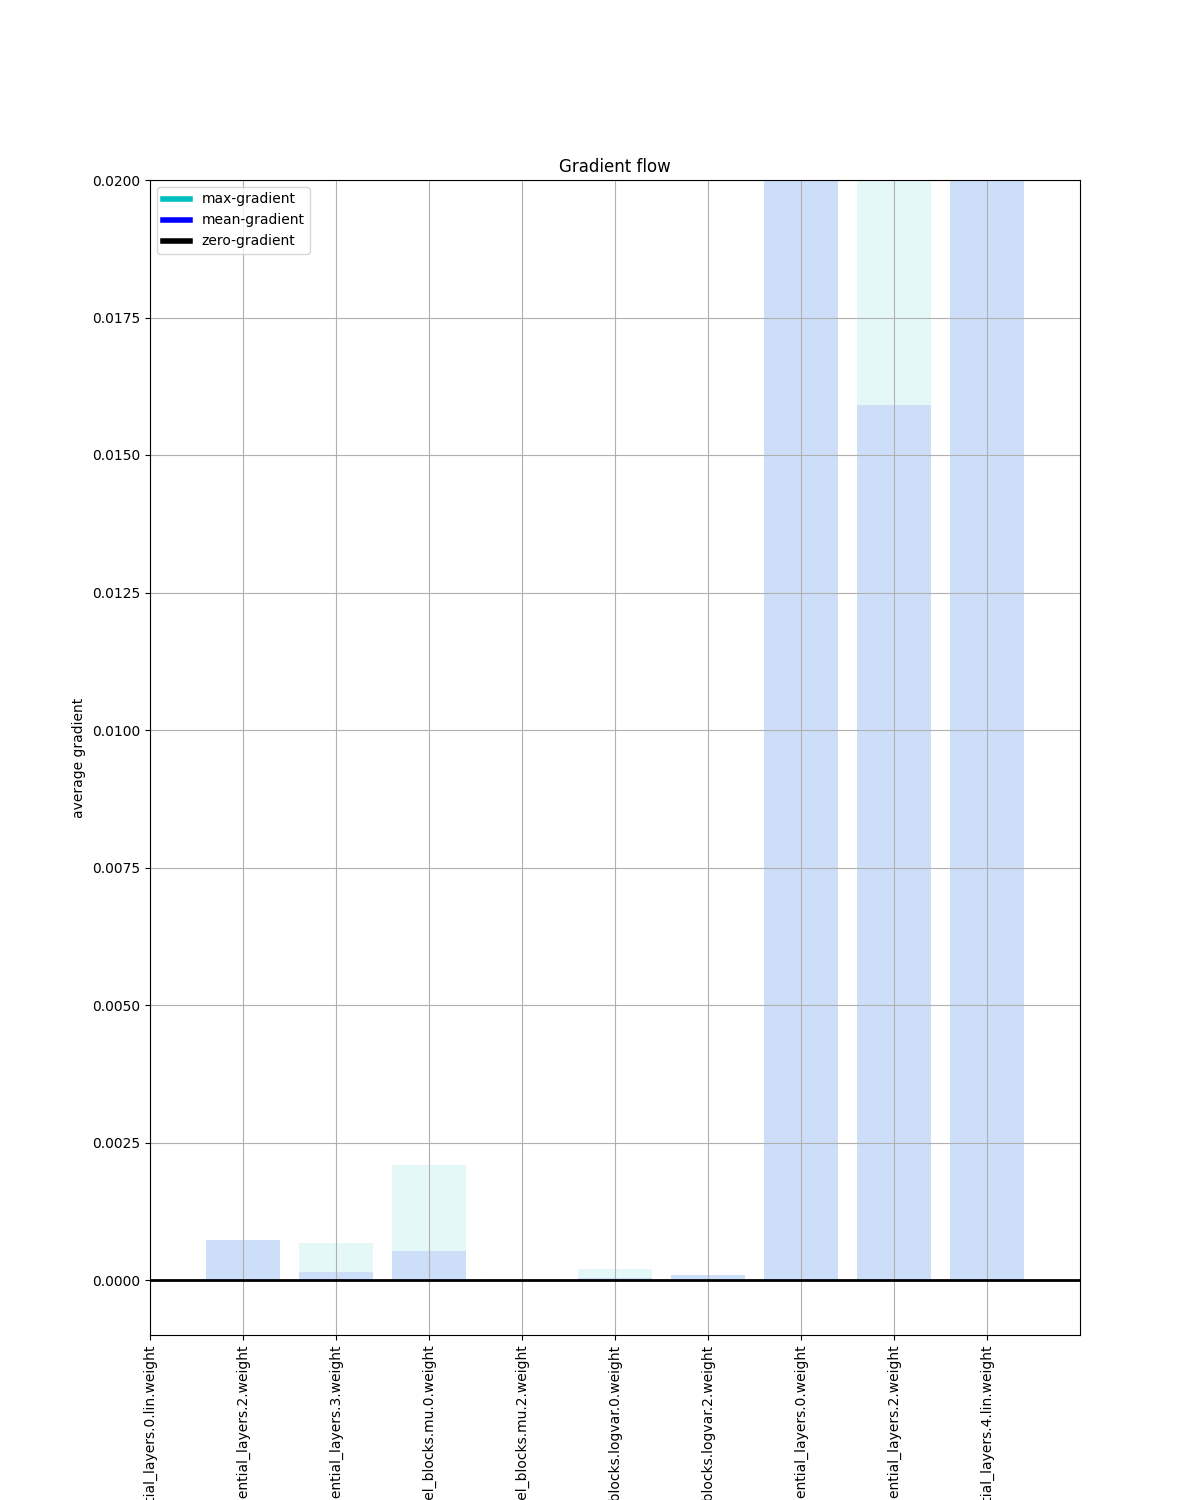 Gradient flow
max-gradient
mean-gradient
zero-gradient
0.0200
0.0175
0.0150
0.0125
0.0100
0.0075
0.0050
0.0025
0.0000
average gradient
tial_layers.0.lin.weight
ential_layers.2.weight
ential_layers.3.weight
el_blocks.mu.0.weight
el_blocks.mu.2.weight
blocks.logvar.0.weight
blocks.logvar.2.weight
ential_layers.0.weight
ential_layers.2.weight
tial_layers.4.lin.weight